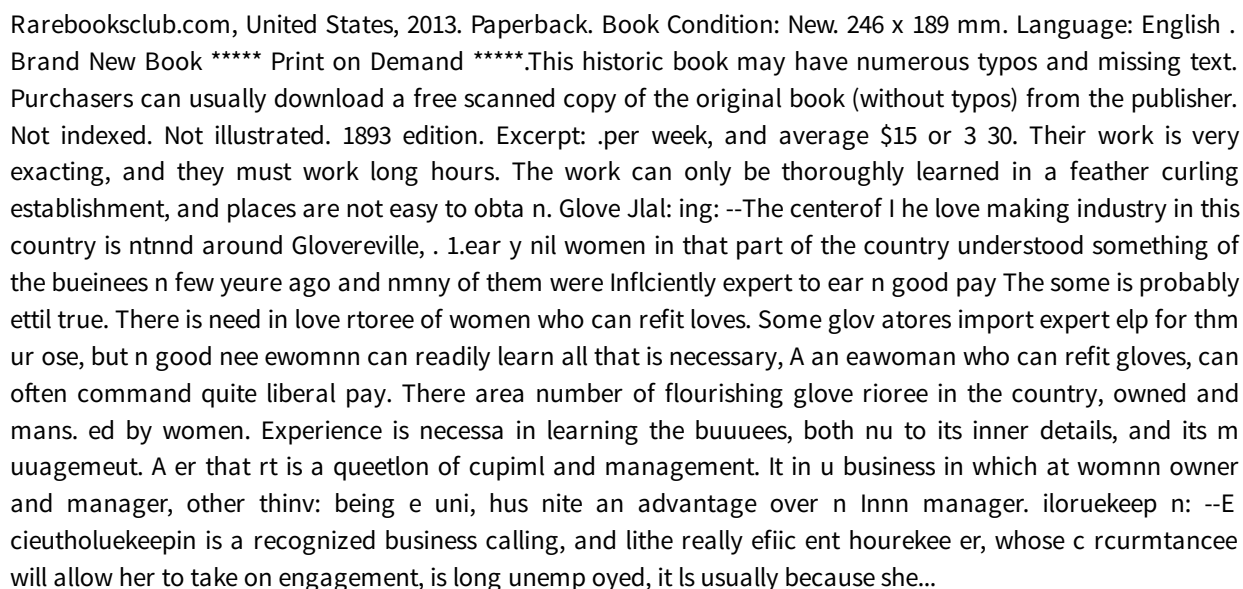 Rarebooksclub.com, United States, 2013. Paperback. Book Condition: New. 246 x 189 mm. Language: English .
Brand New Book ***** Print on Demand *****.This historic book may have numerous typos and missing text.
Purchasers can usually download a free scanned copy of the original book (without typos) from the publisher.
Not indexed. Not illustrated. 1893 edition. Excerpt: .per week, and average $15 or 3 30. Their work is very
exacting, and they must work long hours. The work can only be thoroughly learned in a feather curling
establishment, and places are not easy to obta n. Glove Jlal: ing: --The centerof I he love making industry in this
country is ntnnd around Glovereville, . 1.ear y nil women in that part of the country understood something of
the bueinees n few yeure ago and nmny of them were Inflciently expert to ear n good pay The some is probably
ettil true. There is need in love rtoree of women who can refit loves. Some glov atores import expert elp for thm
ur ose, but n good nee ewomnn can readily learn all that is necessary, A an eawoman who can refit gloves, can
often command quite liberal pay. There area number of flourishing glove rioree in the country, owned and
mans. ed by women. Experience is necessa in learning the buuuees, both nu to its inner details, and its m
uuagemeut. A er that rt is a queetlon of cupiml and management. It in u business in which at womnn owner
and manager, other thinv: being e uni, hus nite an advantage over n Innn manager. iloruekeep n: --E
cieutholuekeepin is a recognized business calling, and lithe really efiic ent hourekee er, whose c rcurmtancee
will allow her to take on engagement, is long unemp oyed, it ls usually because she...